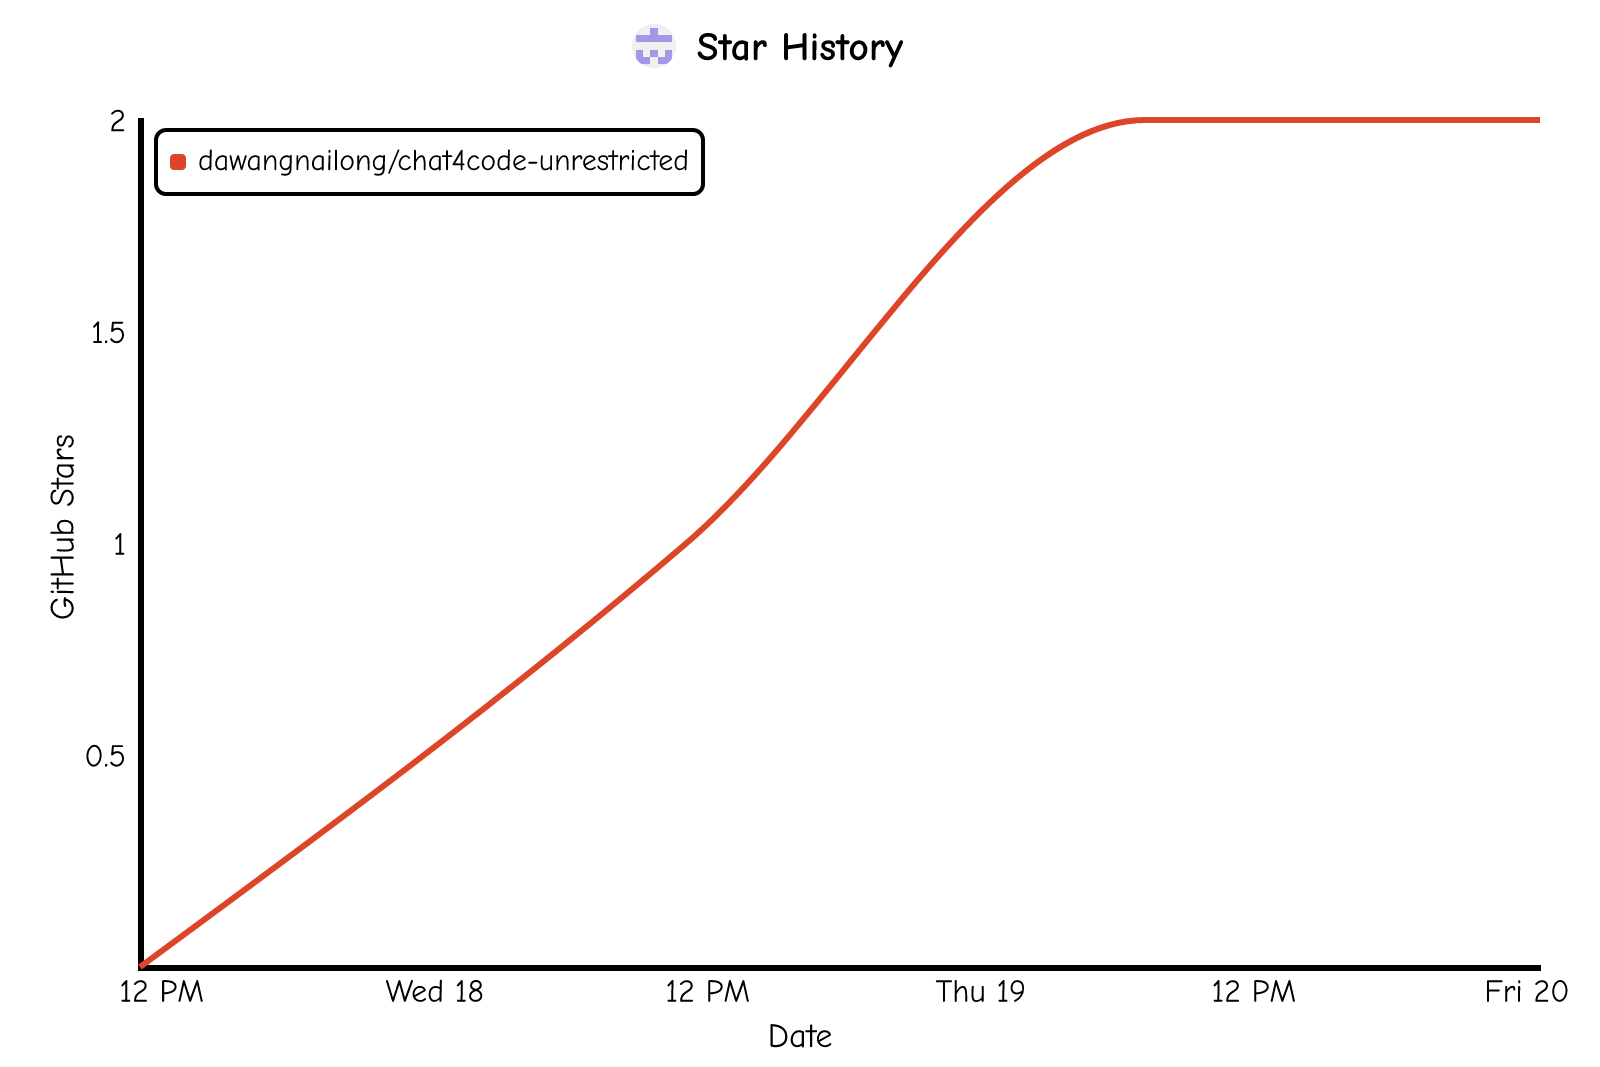 Star History
2
dawangnailong/chat4code-unrestricted
1.5
GitHub Stars
1
0.5
12 PM Wed 18 12 PM Thu 19 12 PM Fri 20
Date